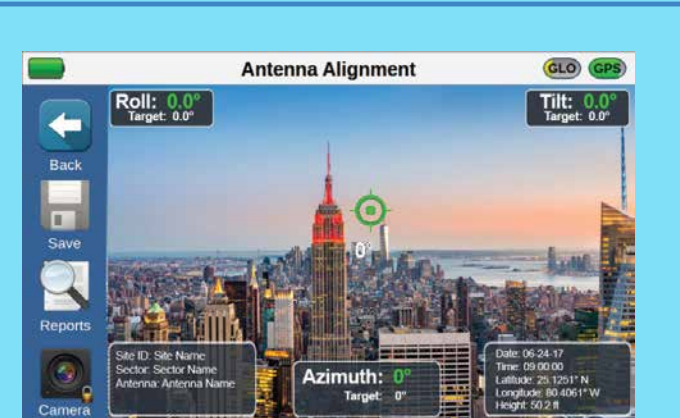 Antenna Alignment
GLO
GPS
Roll: 0.0°
Target: 0.0°
Tilt: 0.0°
Target: 0.0°
Back
Save
Reports
Camera
0°
Site ID: Site Name
Sector: Sector Name
Antenna: Antenna Name
Azimuth: 0°
Target: 0°
Date: 06-24-17
Time: 09:00:00
Latitude: 25.1251° N
Longitude: 80.4061° W
Height: 50.2 ft